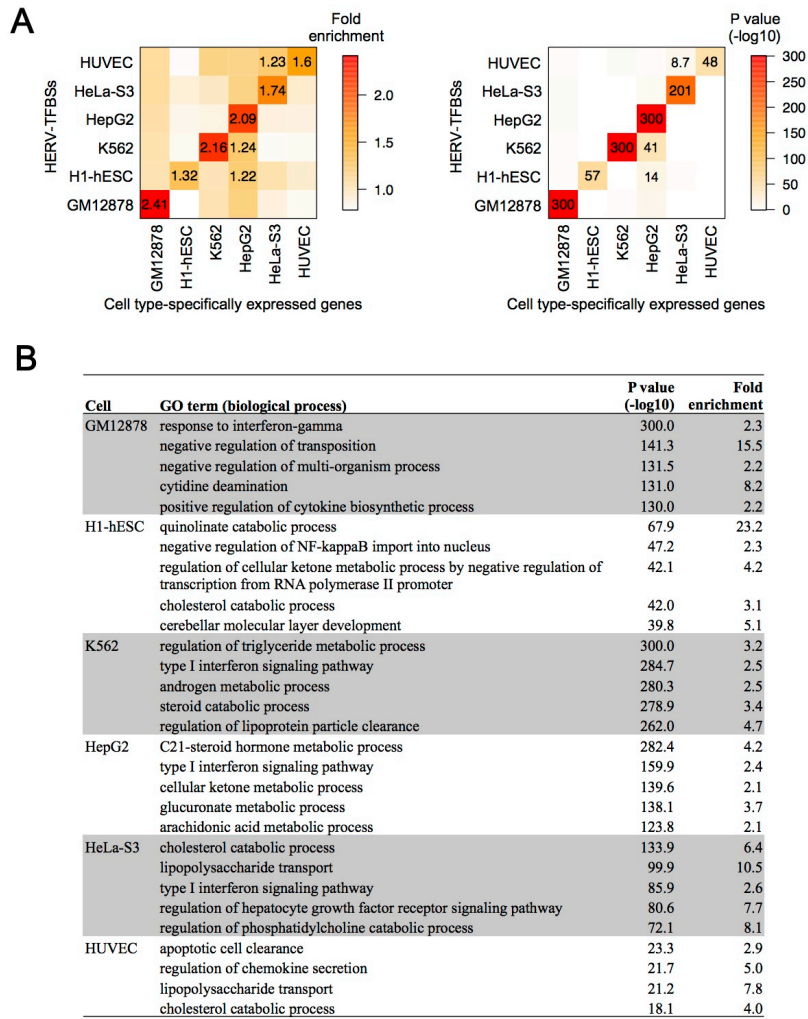 A
Fold
enrichment
HERV-TFBSs
HUVEC
HeLa-S3
HepG2
K562
H1-hESC
GM12878
1.23 1.6
1.74
2.09
2.16 1.24
1.32 1.22
2.41
2.0
1.5
1.0
GM12878
H1-hESC
K562
HepG2
HeLa-S3
HUVEC
Cell type-specifically expressed genes
P value
(-log10)
HERV-TFBSs
HUVEC
HeLa-S3
HepG2
K562
H1-hESC
GM12878
8.7 48
201
300
300 41
57 14
300
300
250
200
150
100
50
0
GM12878
H1-hESC
K562
HepG2
HeLa-S3
HUVEC
Cell type-specifically expressed genes
B
Cell GO term (biological process) P value (-log10) Fold enrichment
GM12878 response to interferon-gamma 300.0 2.3
negative regulation of transposition 141.3 15.5
negative regulation of multi-organism process 131.5 2.2
cytidine deamination 131.0 8.2
positive regulation of cytokine biosynthetic process 130.0 2.2
H1-hESC quinolinate catabolic process 67.9 23.2
negative regulation of NF-kappaB import into nucleus 47.2 2.3
regulation of cellular ketone metabolic process by negative regulation of 42.1 4.2
transcription from RNA polymerase II promoter
cholesterol catabolic process 42.0 3.1
cerebellar molecular layer development 39.8 5.1
K562 regulation of triglyceride metabolic process 300.0 3.2
type I interferon signaling pathway 284.7 2.5
androgen metabolic process 280.3 2.5
steroid catabolic process 278.9 3.4
regulation of lipoprotein particle clearance 262.0 4.7
HepG2 C21-steroid hormone metabolic process 282.4 4.2
type I interferon signaling pathway 159.9 2.4
cellular ketone metabolic process 139.6 2.1
glucuronate metabolic process 138.1 3.7
arachidonic acid metabolic process 123.8 2.1
HeLa-S3 cholesterol catabolic process 133.9 6.4
lipopolysaccharide transport 99.9 10.5
type I interferon signaling pathway 85.9 2.6
regulation of hepatocyte growth factor receptor signaling pathway 80.6 7.7
regulation of phosphatidylcholine catabolic process 72.1 8.1
HUVEC apoptotic cell clearance 23.3 2.9
regulation of chemokine secretion 21.7 5.0
lipopolysaccharide transport 21.2 7.8
cholesterol catabolic process 18.1 4.0